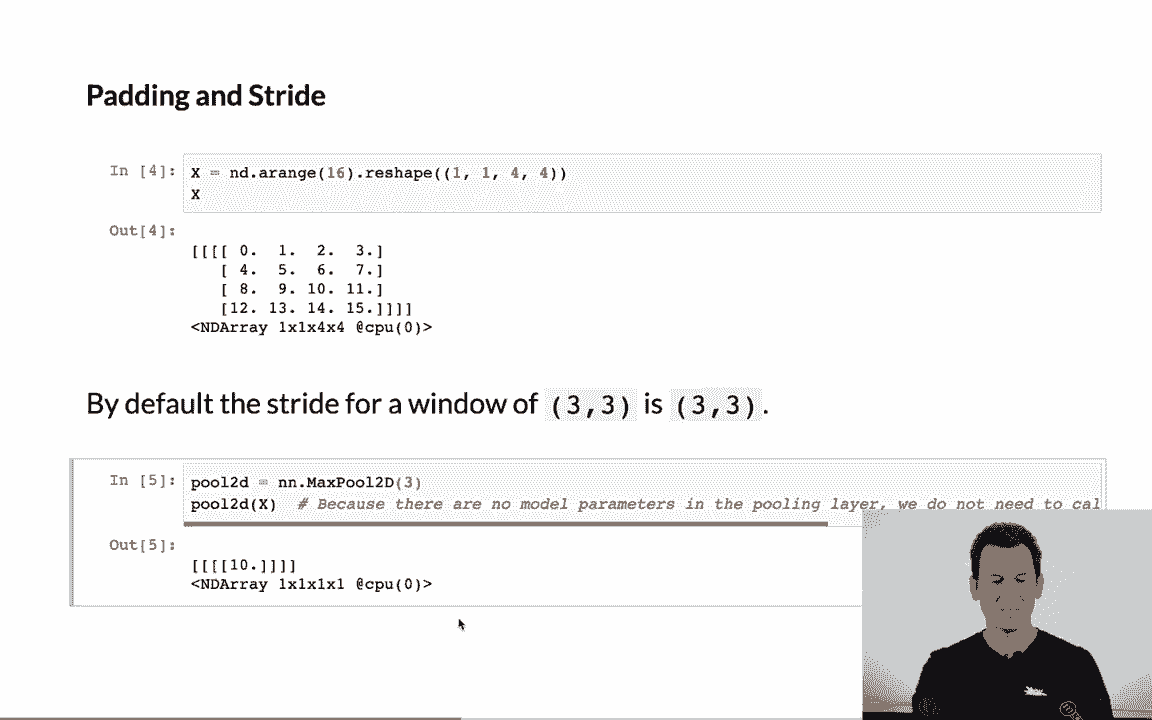 Padding and Stride
In [4]:
X = nd.arange(16).reshape((1, 1, 4, 4))
X
Out[4]:
[[[[ 0.  1.  2.  3.]
   [ 4.  5.  6.  7.]
   [ 8.  9. 10. 11.]
   [12. 13. 14. 15.]]]]
<NDArray 1x1x4x4 @cpu(0)>
By default the stride for a window of (3,3) is (3,3).
In [5]:
pool2d = nn.MaxPool2D(3)
pool2d(X)  # Because there are no model parameters in the pooling layer, we do not need to cal
Out[5]:
[[[[10.]]]]
<NDArray 1x1x1x1 @cpu(0)>